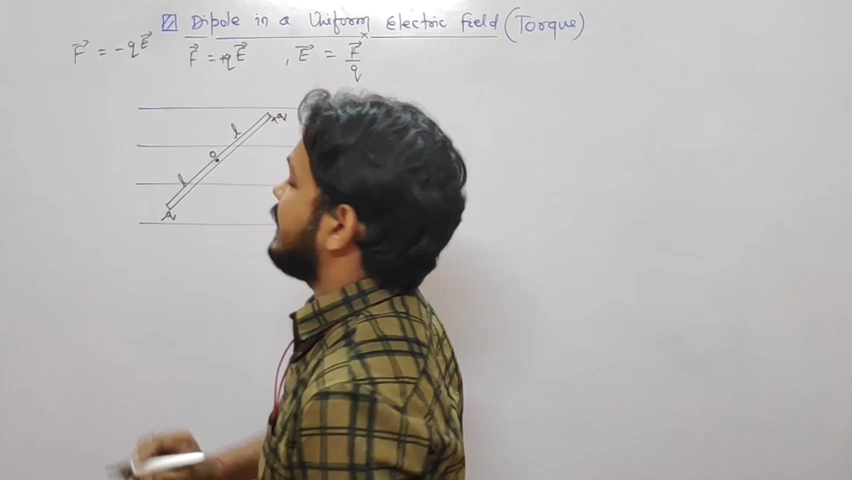 Dipole in a Uniform Electric field (Torque)
F⃗ = -qE⃗ F⃗ = +qE⃗ , E⃗ = F⃗/q
+q
l
o
l
-q